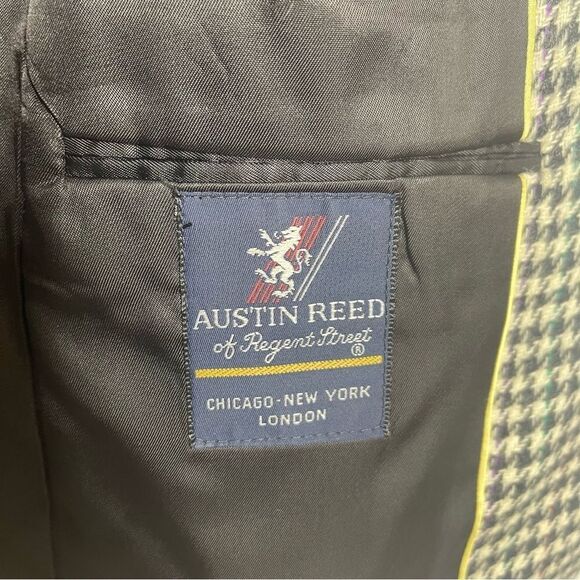 AUSTIN REED
of Regent Street
®
CHICAGO-NEW YORK
LONDON